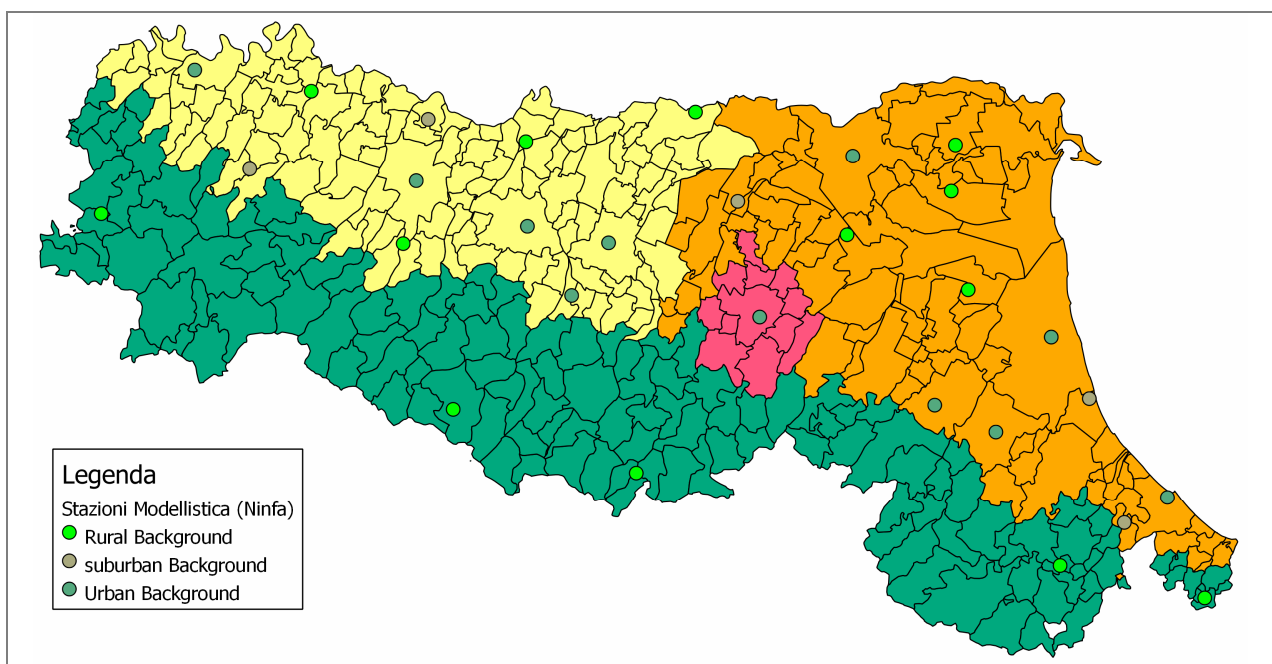 Legenda
Stazioni Modellistica (Ninfa)
Rural Background
suburban Background
Urban Background